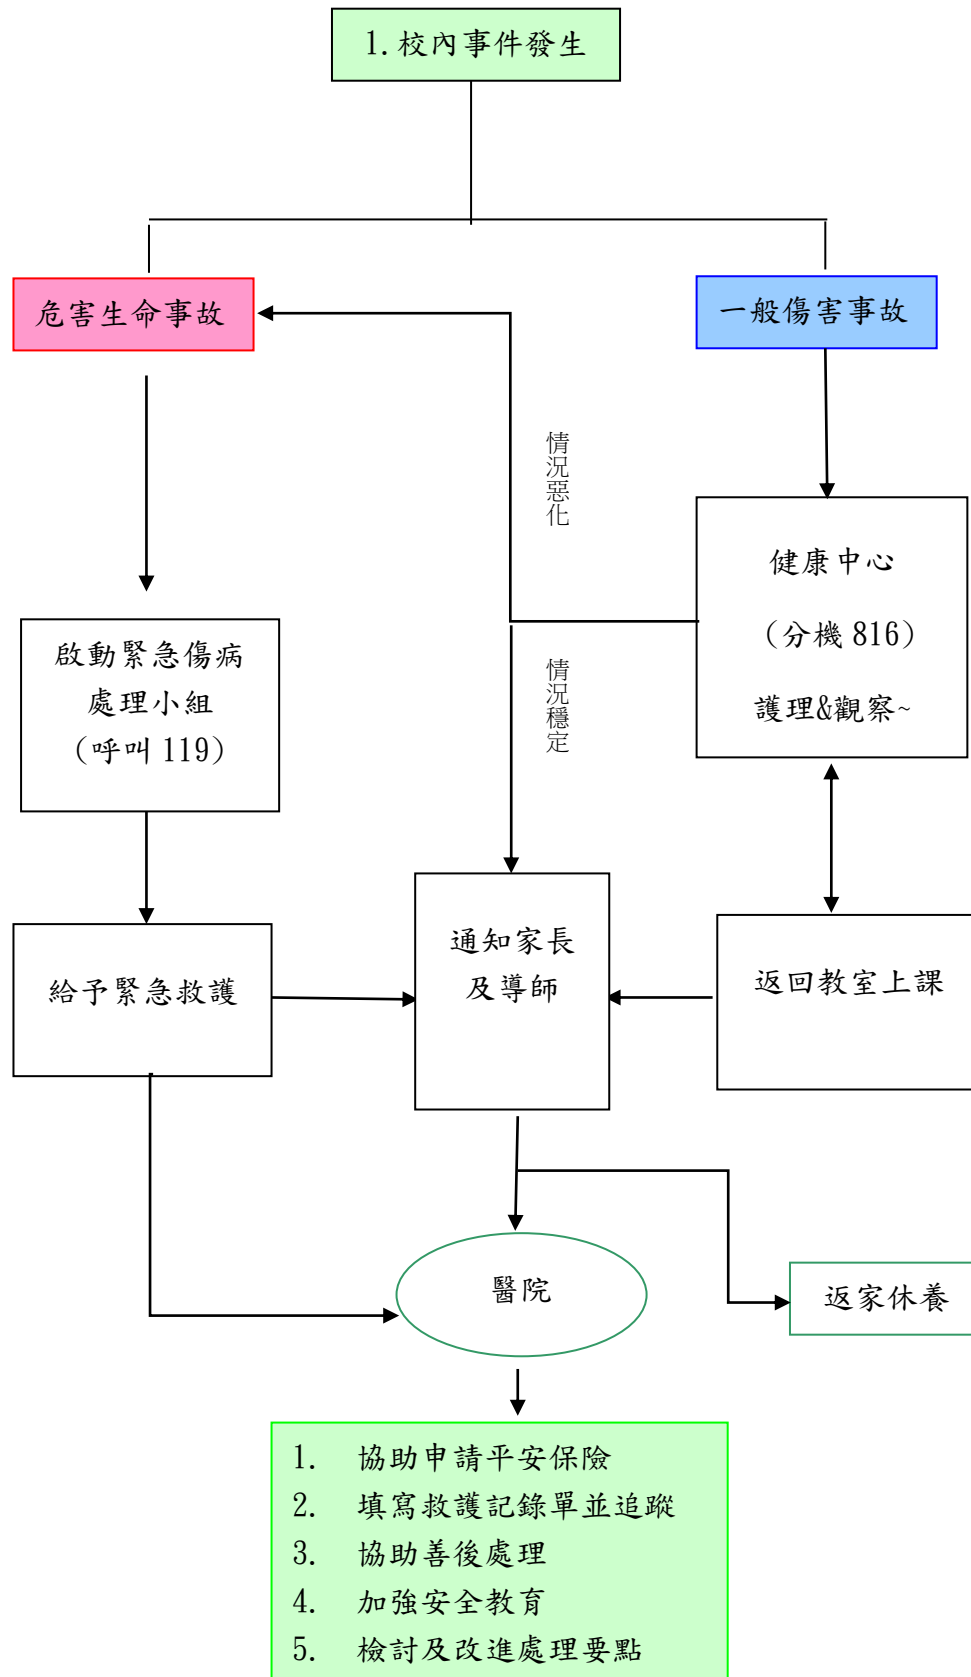 1.校內事件發生
危害生命事故
一般傷害事故
情況惡化
健康中心
（分機 816）
護理&觀察~
啟動緊急傷病
處理小組
（呼叫 119）
情況穩定
給予緊急救護
通知家長
及導師
返回教室上課
醫院
返家休養
1. 協助申請平安保險
2. 填寫救護記錄單並追蹤
3. 協助善後處理
4. 加強安全教育
5. 檢討及改進處理要點